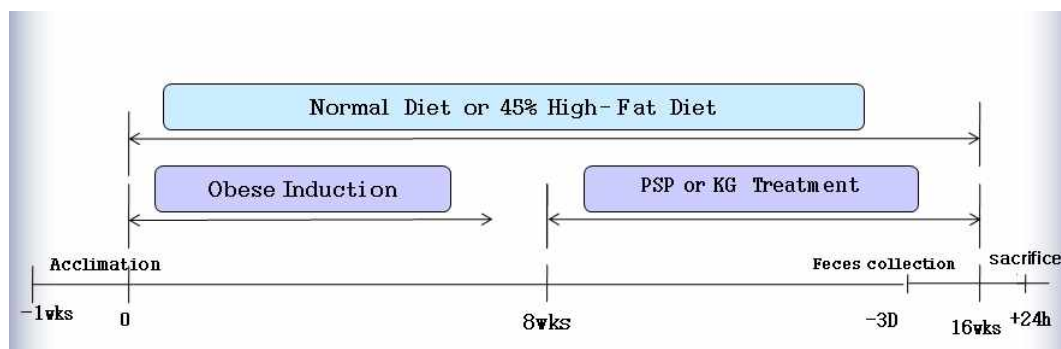 Normal Diet or 45% High-Fat Diet
Obese Induction
PSP or KG Treatment
Acclimation
Feces collection
sacrifice
-1wks
0
8wks
-3D
16wks
+24h